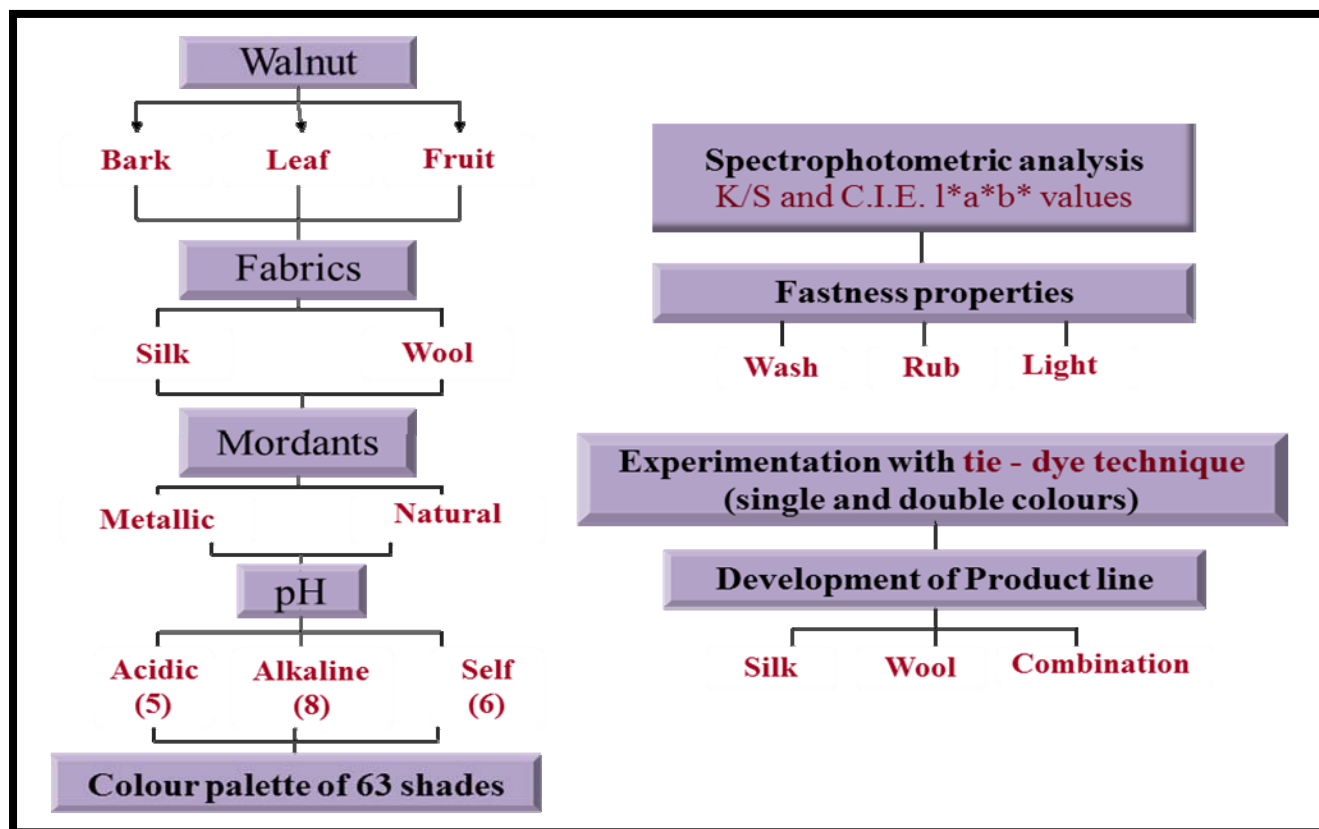 Walnut
Bark Leaf Fruit
Fabrics
Silk Wool
Mordants
Metallic Natural
pH
Acidic Alkaline Self
(5) (8) (6)
Colour palette of 63 shades
Spectrophotometric analysis
K/S and C.I.E. l*a*b* values
Fastness properties
Wash Rub Light
Experimentation with tie - dye technique
(single and double colours)
Development of Product line
Silk Wool Combination